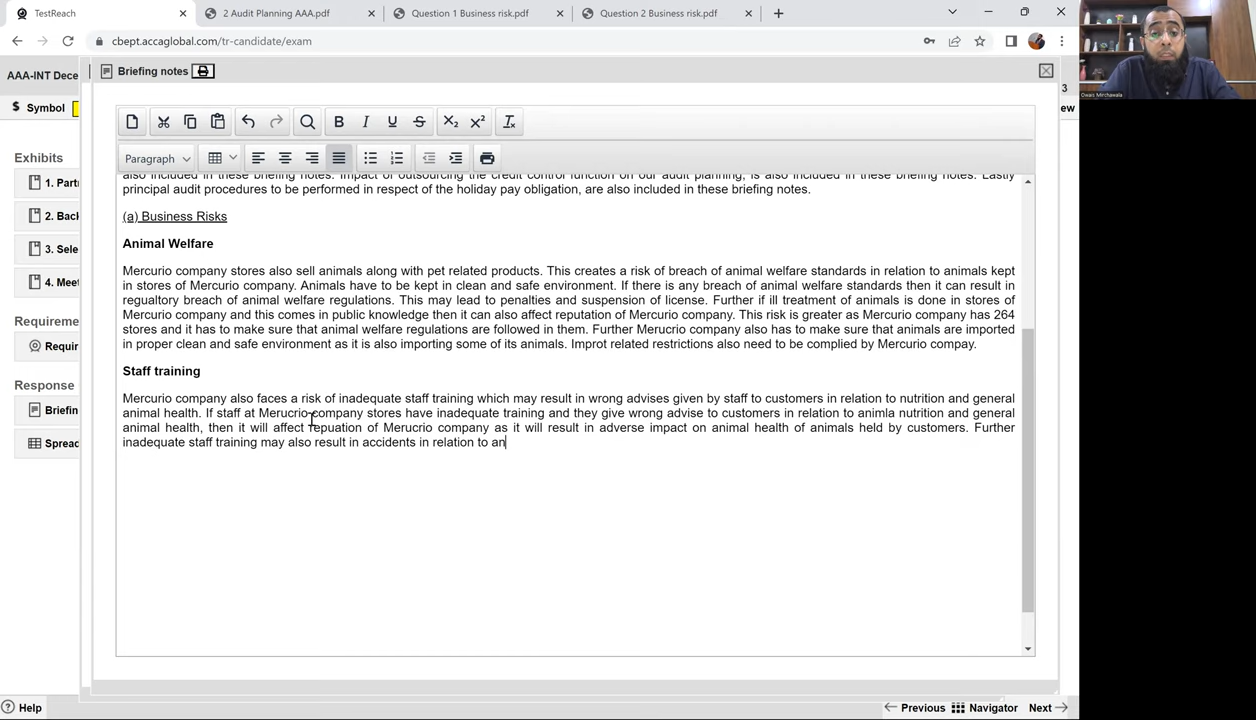 TestReach
2 Audit Planning AAA.pdf
Question 1 Business risk.pdf
Question 2 Business risk.pdf
cbept.accaglobal.com/tr-candidate/exam
AAA-INT Dece
Briefing notes
3
Symbol
ew
Exhibits
1. Part
2. Back
3. Sele
4. Meet
Requireme
Requir
Response
Briefin
Spread
Paragraph
also included in these briefing notes. Impact of outsourcing the credit control function on our audit planning, is also included in these briefing notes. Lastly
principal audit procedures to be performed in respect of the holiday pay obligation, are also included in these briefing notes.
(a) Business Risks
Animal Welfare
Mercurio company stores also sell animals along with pet related products. This creates a risk of breach of animal welfare standards in relation to animals kept
in stores of Mercurio company. Animals have to be kept in clean and safe environment. If there is any breach of animal welfare standards then it can result in
regualtory breach of animal welfare regulations. This may lead to penalties and suspension of license. Further if ill treatment of animals is done in stores of
Mercurio company and this comes in public knowledge then it can also affect reputation of Mercurio company. This risk is greater as Mercurio company has 264
stores and it has to make sure that animal welfare regulations are followed in them. Further Merucrio company also has to make sure that animals are imported
in proper clean and safe environment as it is also importing some of its animals. Improt related restrictions also need to be complied by Mercurio compay.
Staff training
Mercurio company also faces a risk of inadequate staff training which may result in wrong advises given by staff to customers in relation to nutrition and general
animal health. If staff at Merucrio company stores have inadequate training and they give wrong advise to customers in relation to animla nutrition and general
animal health, then it will affect repuation of Mercurio company as it will result in adverse impact on animal health of animals held by customers. Further
inadequate staff training may also result in accidents in relation to an
Owais Mirchawala
Help
Previous
Navigator
Next